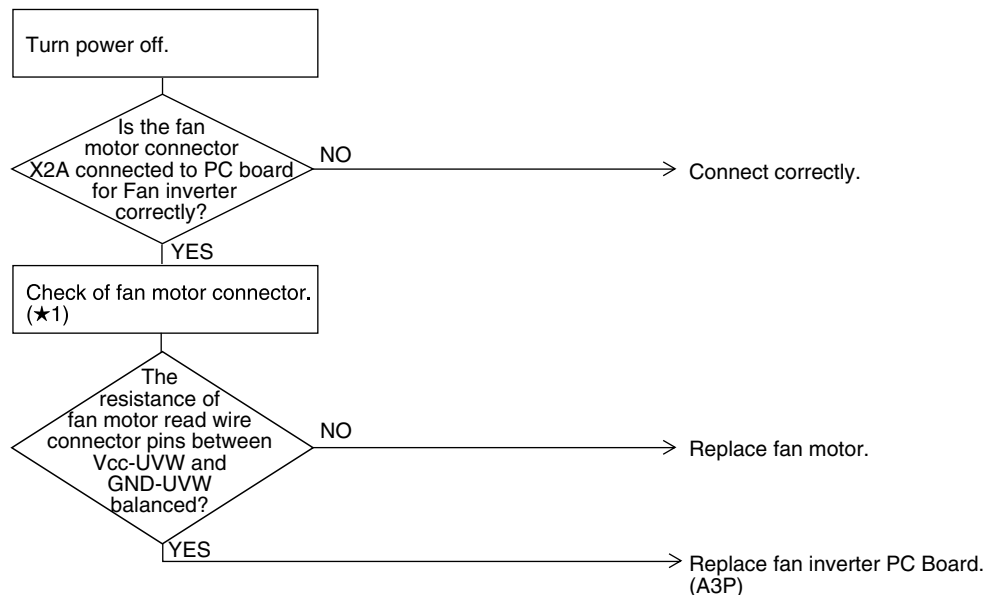 Turn power off.
Is the fan
motor connector
X2A connected to PC board
for Fan inverter
correctly?
NO
Connect correctly.
YES
Check of fan motor connector.
(★1)
The
resistance of
fan motor read wire
connector pins between
Vcc-UVW and
GND-UVW
balanced?
NO
Replace fan motor.
YES
Replace fan inverter PC Board.
(A3P)